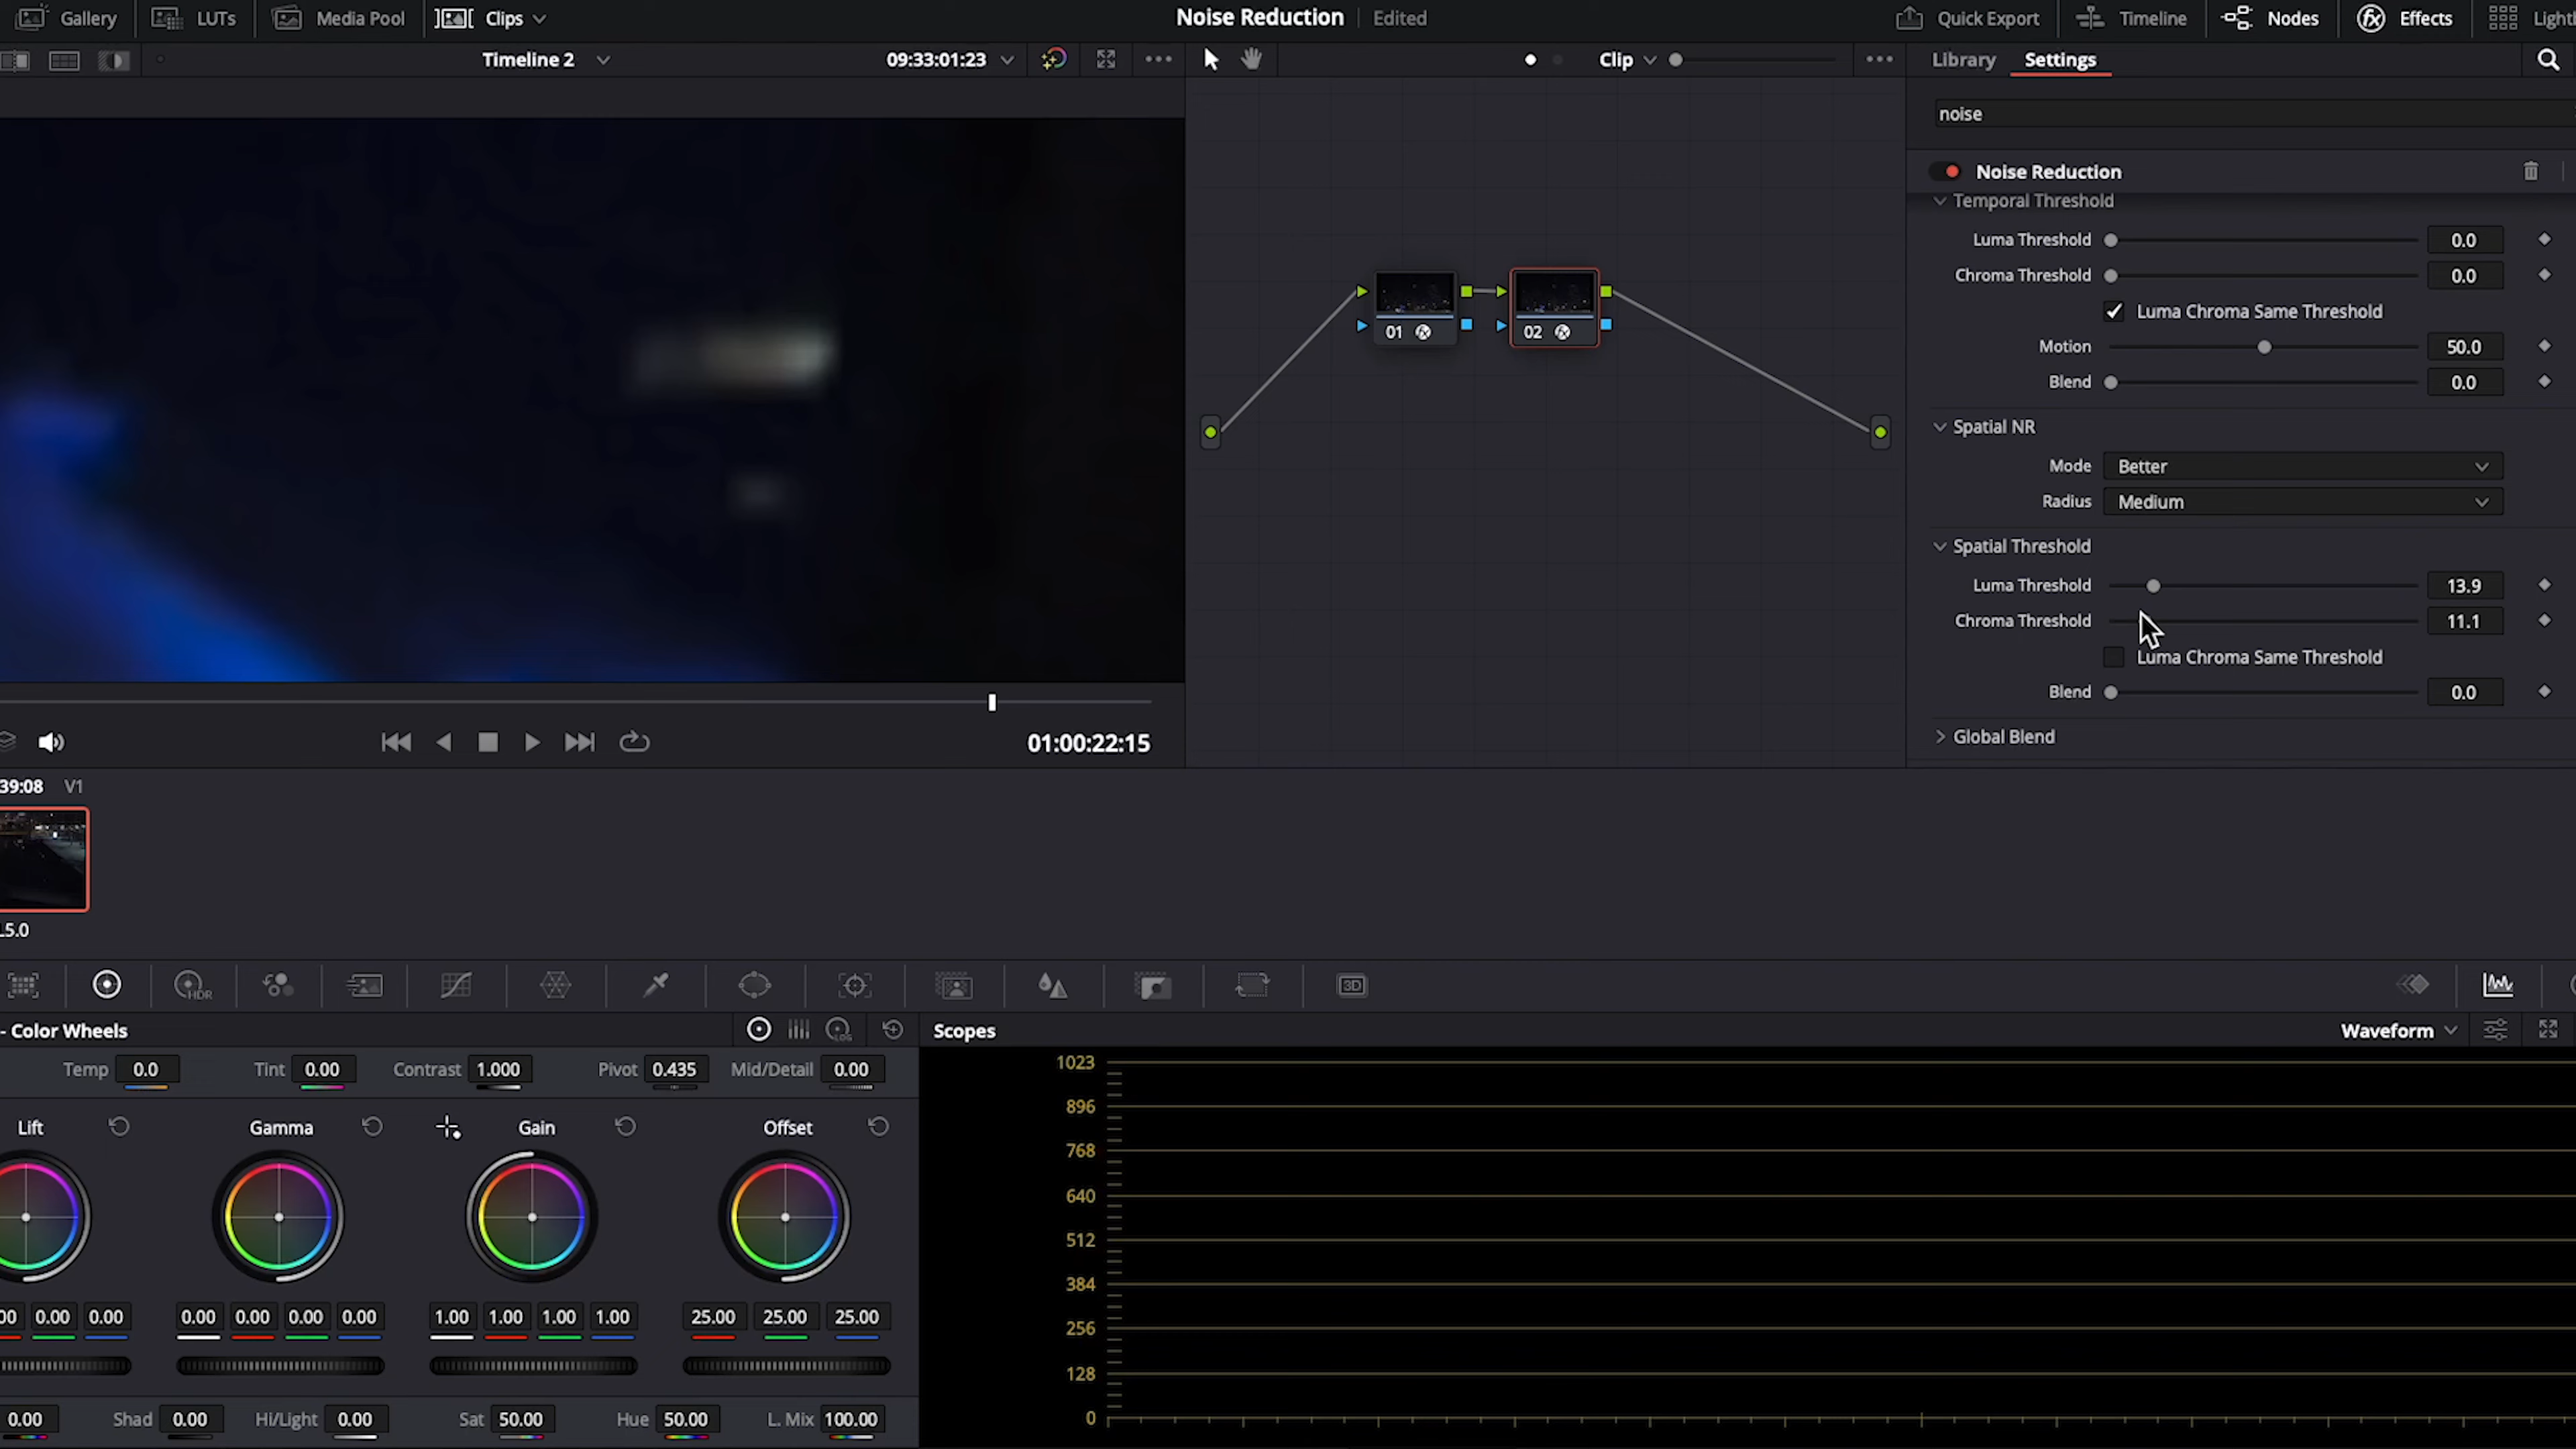 Gallery LUTs Media Pool Clips Noise Reduction Edited Quick Export Timeline Nodes Effects
Timeline 2 09:33:01:23 Clip Library Settings
noise
Noise Reduction
Temporal Threshold
Luma Threshold 0.0
Chroma Threshold 0.0
Luma Chroma Same Threshold
Motion 50.0
Blend 0.0
01 02
Spatial NR
Mode Better
Radius Medium
Spatial Threshold
Luma Threshold 13.9
Chroma Threshold 11.1
Luma Chroma Same Threshold
Blend 0.0
Global Blend
01:00:22:15
39:08 V1
HDR
3D
- Color Wheels
LOG
Scopes Waveform
Temp 0.0 Tint 0.00 Contrast 1.000 Pivot 0.435 Mid/Detail 0.00
Lift Gamma Gain Offset
00 0.00 0.00 0.00 0.00 0.00 0.00 1.00 1.00 1.00 1.00 25.00 25.00 25.00
0.00 Shad 0.00 Hi/Light 0.00 Sat 50.00 Hue 50.00 L. Mix 100.00
1023
896
768
640
512
384
256
128
0